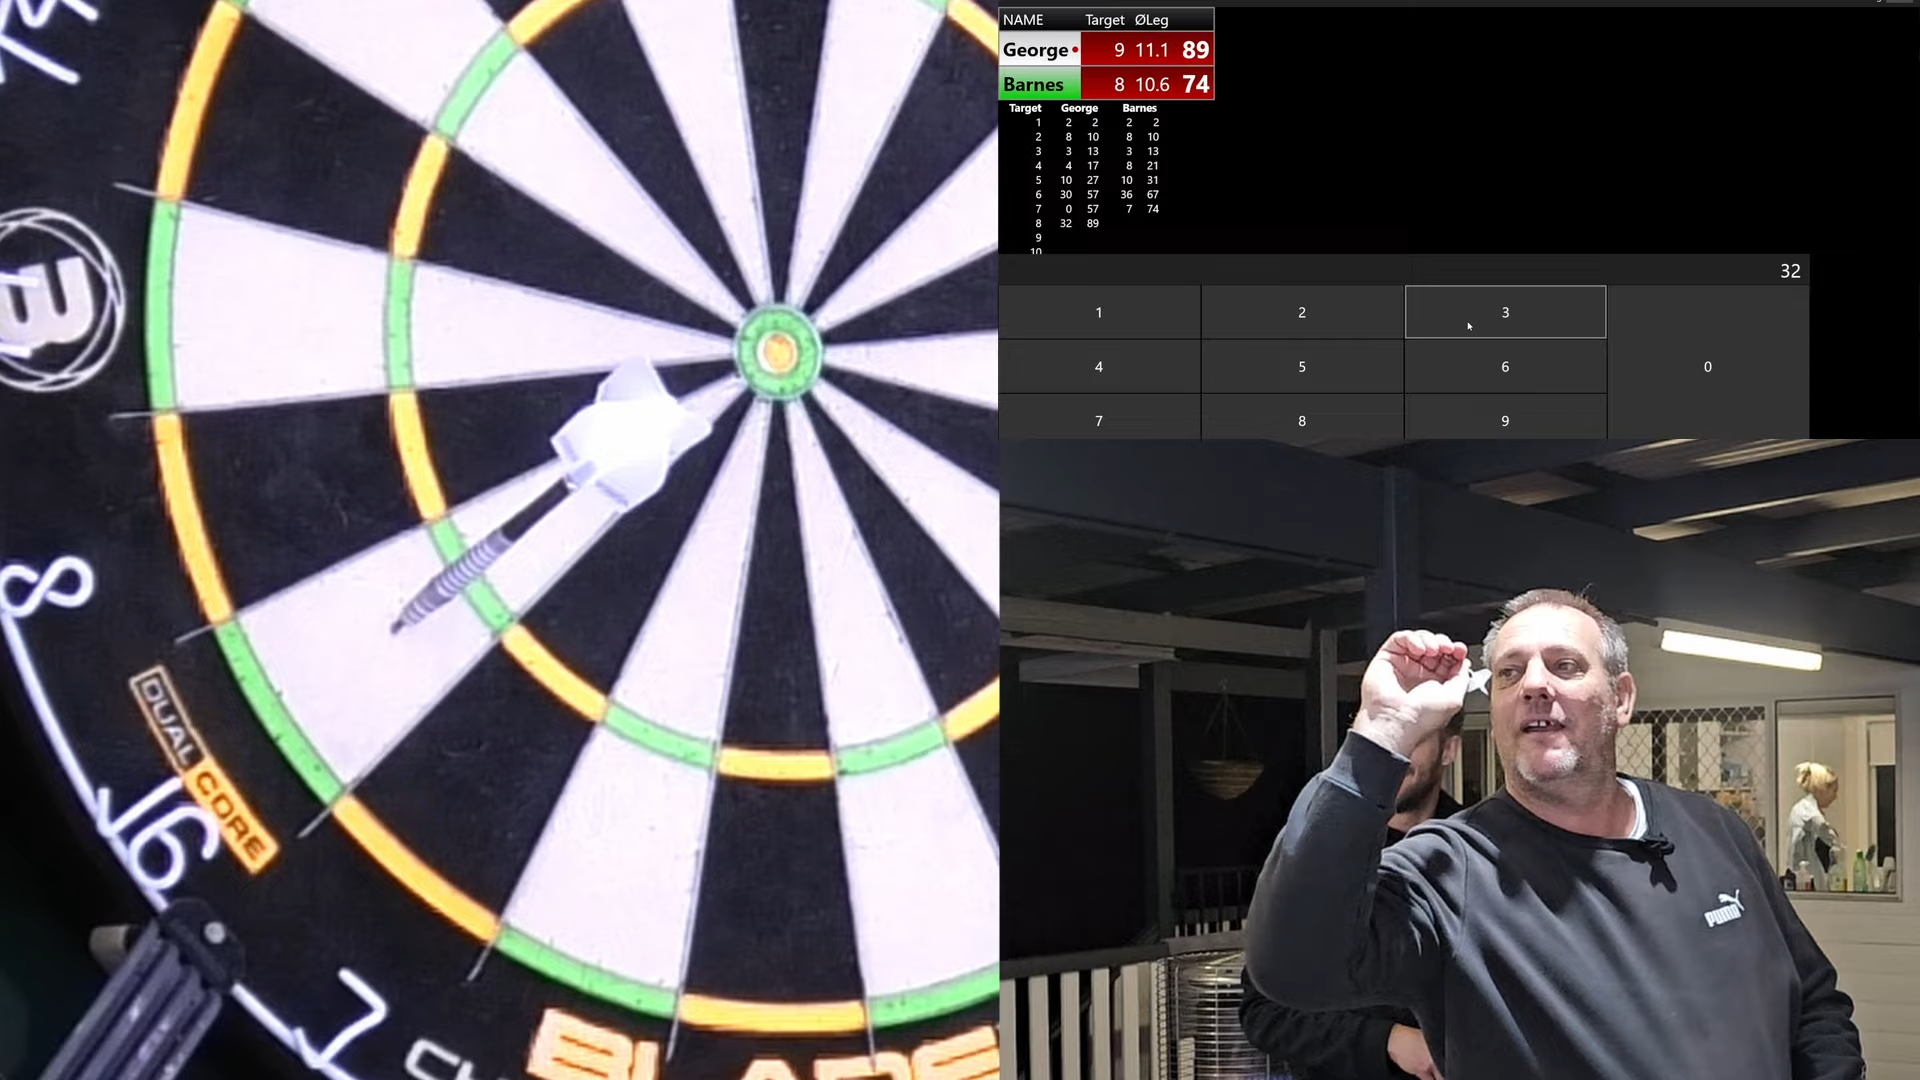 NAME Target ØLeg
George 9 11.1 89
Barnes 8 10.6 74
Target George Barnes
1 2 2 2 2
2 8 10 8 10
3 3 13 3 13
4 4 17 8 21
5 10 27 10 31
6 30 57 36 67
7 0 57 7 74
8 32 89
9
10
32
1 2 3
4 5 6 0
7 8 9
8
DUAL CORE
16
7
BLADE
PUMA